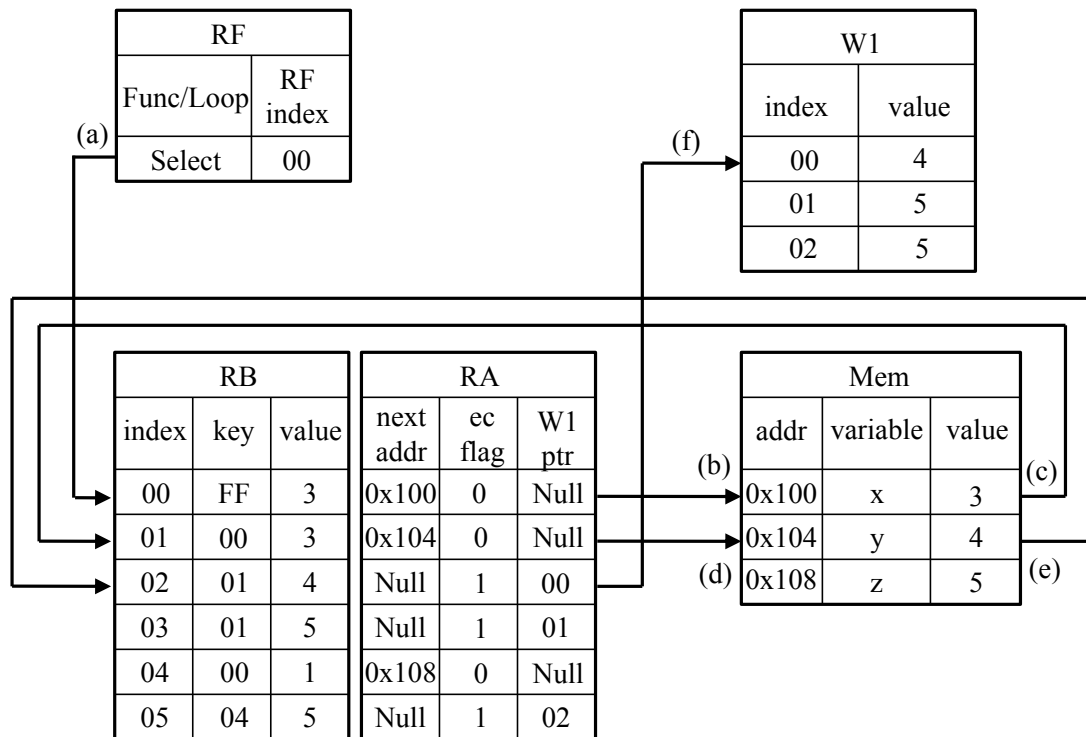 RF
Func/Loop RF index
Select 00
(a)
W1
index value
00 4
01 5
02 5
(f)
RB
index key value
00 FF 3
01 00 3
02 01 4
03 01 5
04 00 1
05 04 5
RA
next addr ec flag W1 ptr
0x100 0 Null
0x104 0 Null
Null 1 00
Null 1 01
0x108 0 Null
Null 1 02
Mem
addr variable value
(b) 0x100 x 3 (c)
0x104 y 4
(d) 0x108 z 5 (e)